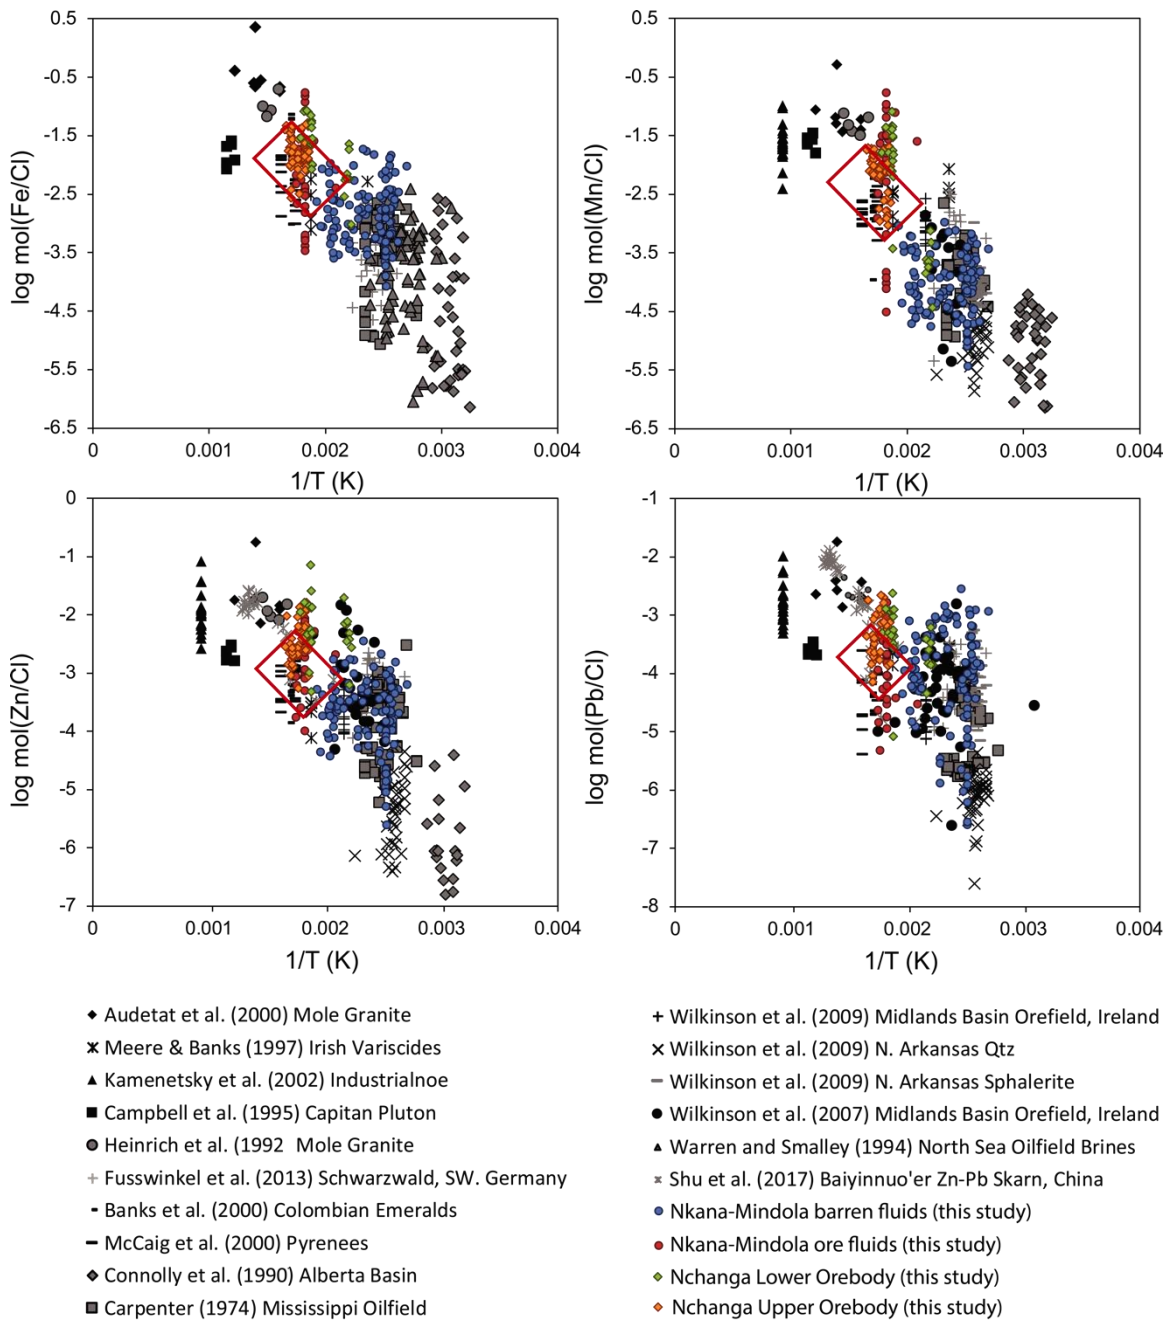 0.5
-0.5
-1.5
-2.5
-3.5
-4.5
-5.5
-6.5
log mol(Fe/Cl)
0
0.001
0.002
0.003
0.004
1/T (K)
0.5
-0.5
-1.5
-2.5
-3.5
-4.5
-5.5
-6.5
log mol(Mn/Cl)
0
0.001
0.002
0.003
0.004
1/T (K)
0
-1
-2
-3
-4
-5
-6
-7
log mol(Zn/Cl)
0
0.001
0.002
0.003
0.004
1/T (K)
-1
-2
-3
-4
-5
-6
-7
-8
log mol(Pb/Cl)
0
0.001
0.002
0.003
0.004
1/T (K)
Audetat et al. (2000) Mole Granite
Meere & Banks (1997) Irish Variscides
Kamenetsky et al. (2002) Industrialnoe
Campbell et al. (1995) Capitan Pluton
Heinrich et al. (1992 Mole Granite
Fusswinkel et al. (2013) Schwarzwald, SW. Germany
Banks et al. (2000) Colombian Emeralds
McCaig et al. (2000) Pyrenees
Connolly et al. (1990) Alberta Basin
Carpenter (1974) Mississippi Oilfield
Wilkinson et al. (2009) Midlands Basin Orefield, Ireland
Wilkinson et al. (2009) N. Arkansas Qtz
Wilkinson et al. (2009) N. Arkansas Sphalerite
Wilkinson et al. (2007) Midlands Basin Orefield, Ireland
Warren and Smalley (1994) North Sea Oilfield Brines
Shu et al. (2017) Baiyinnuo'er Zn-Pb Skarn, China
Nkana-Mindola barren fluids (this study)
Nkana-Mindola ore fluids (this study)
Nchanga Lower Orebody (this study)
Nchanga Upper Orebody (this study)